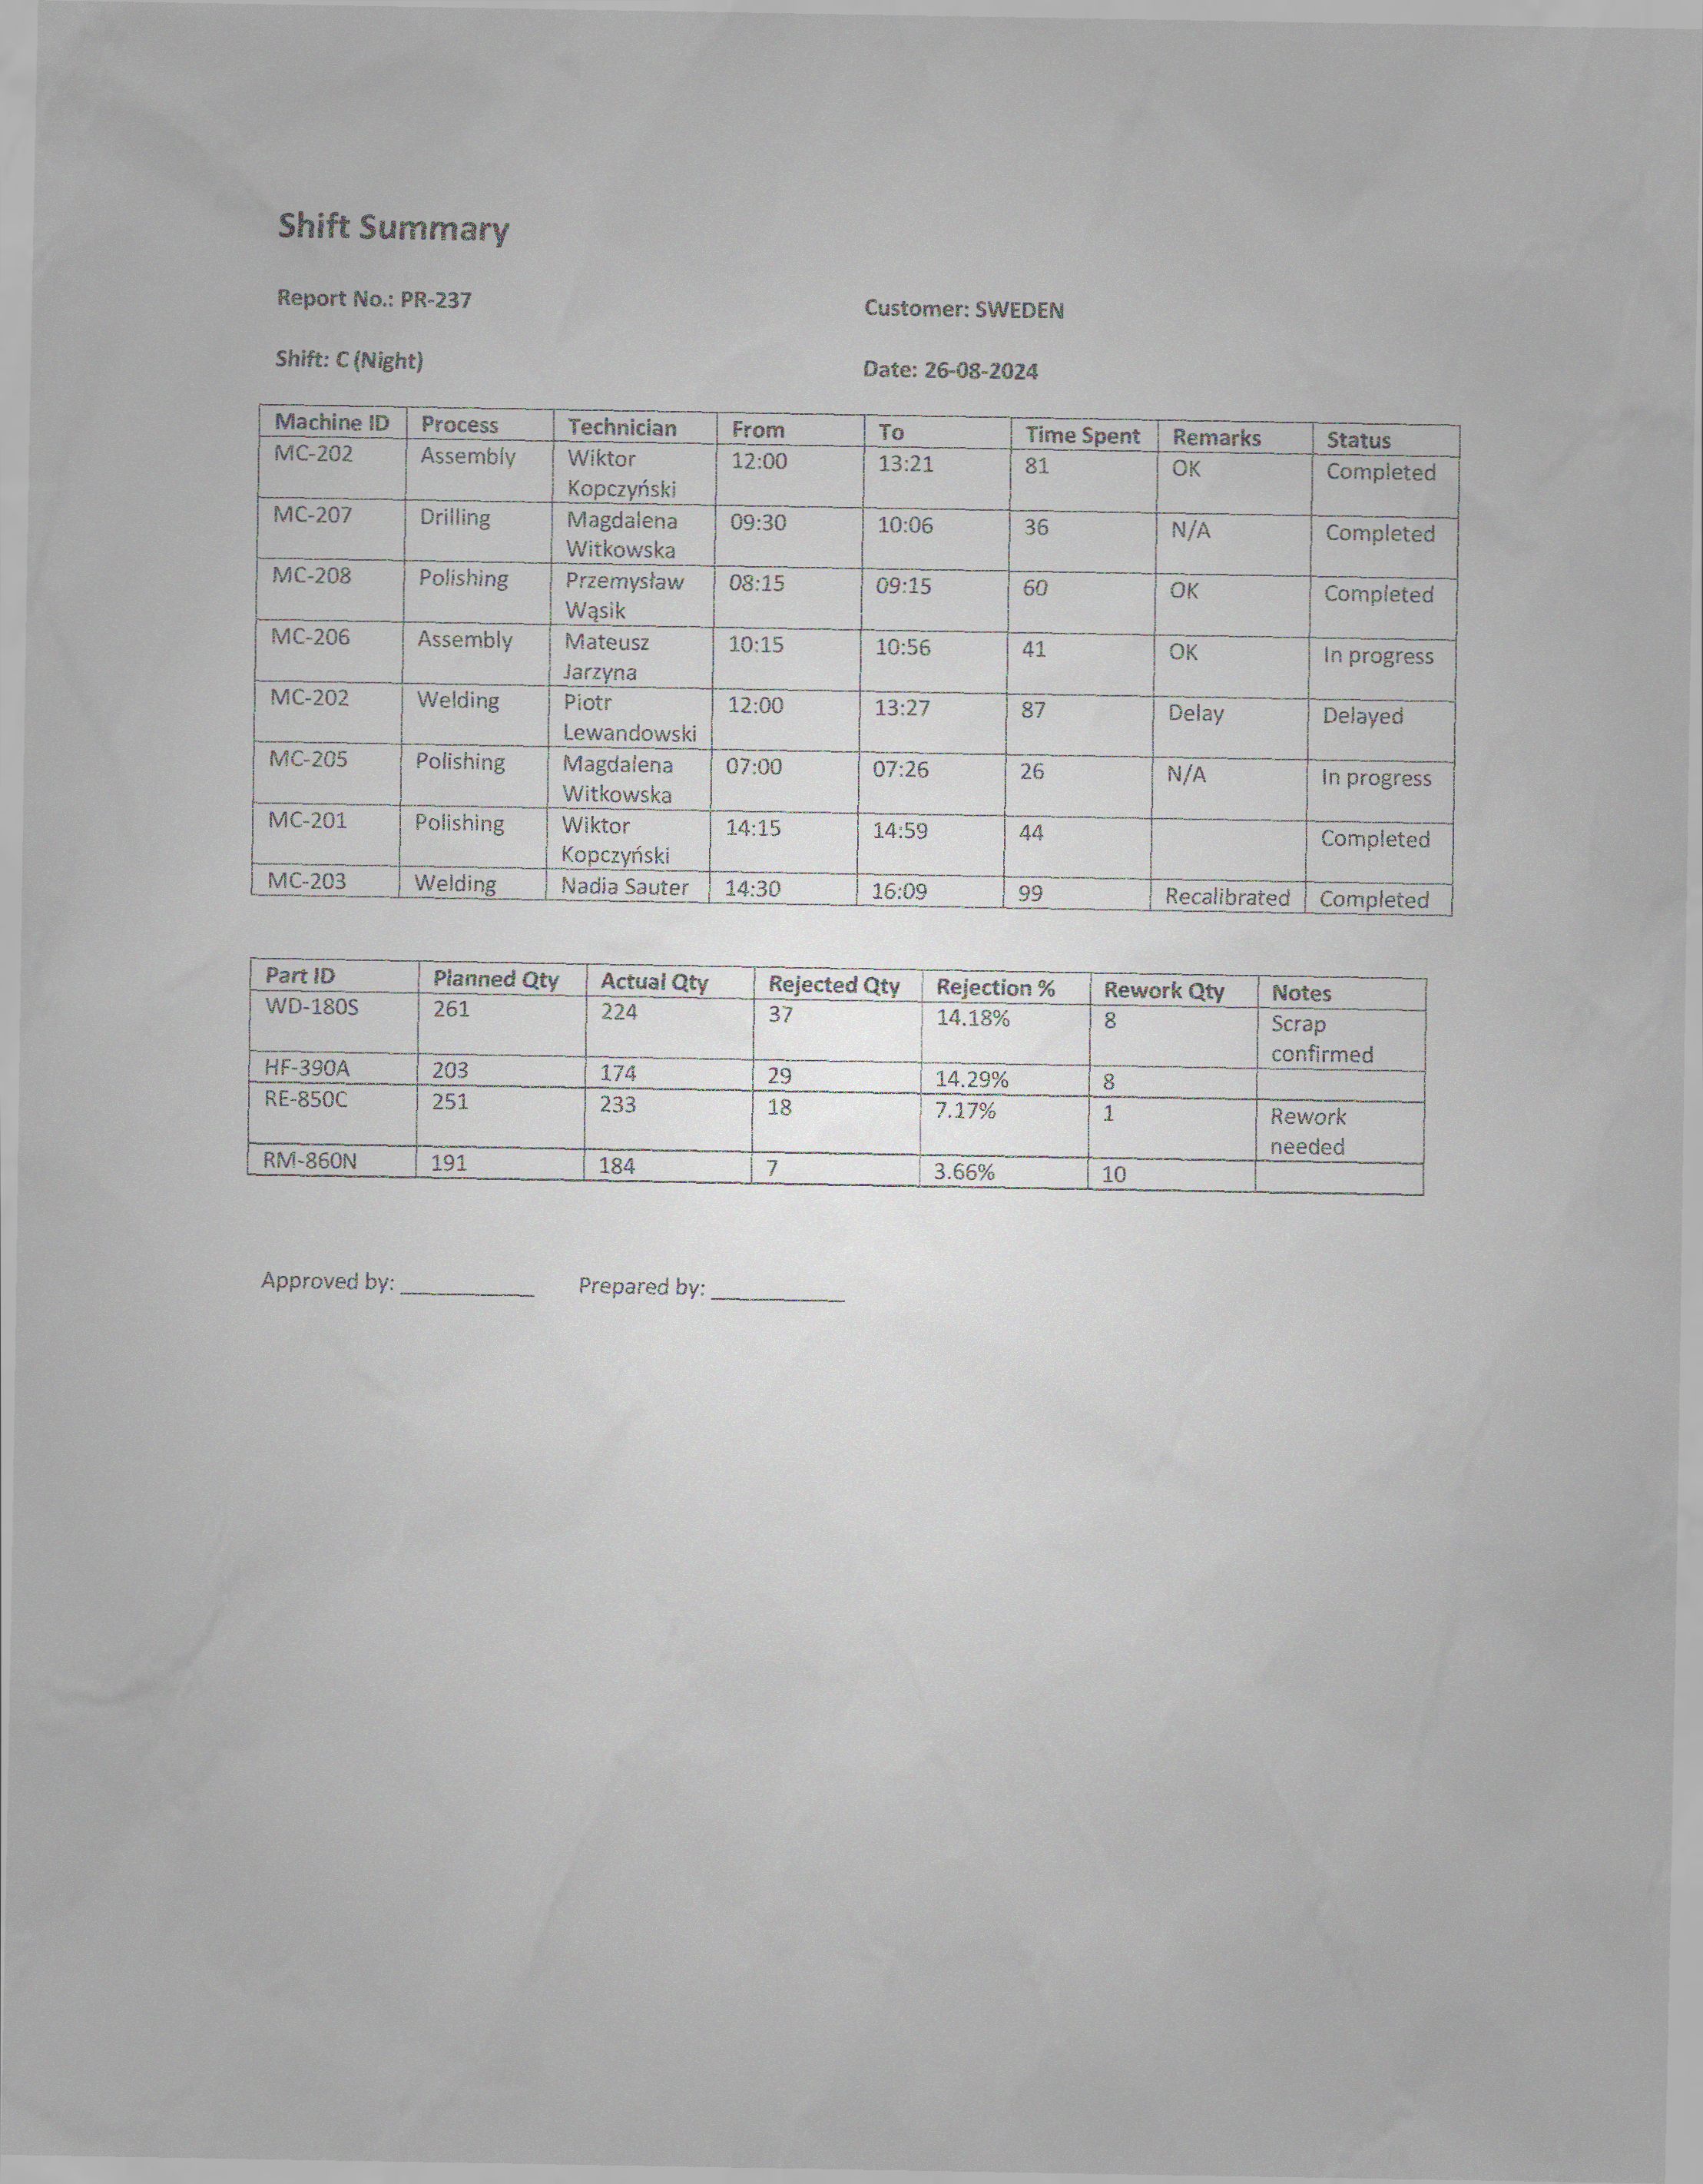 Shift Summary
Report No.: PR-237 Customer: SWEDEN
Shift: C (Night) Date: 26-08-2024
Machine ID Process Technician From To Time Spent Remarks Status
MC-202 Assembly Wiktor Kopczyński 12:00 13:21 81 OK Completed
MC-207 Drilling Magdalena Witkowska 09:30 10:06 36 N/A Completed
MC-208 Polishing Przemysław Wąsik 08:15 09:15 60 OK Completed
MC-206 Assembly Mateusz Jarzyna 10:15 10:56 41 OK In progress
MC-202 Welding Piotr Lewandowski 12:00 13:27 87 Delay Delayed
MC-205 Polishing Magdalena Witkowska 07:00 07:26 26 N/A In progress
MC-201 Polishing Wiktor Kopczyński 14:15 14:59 44 Completed
MC-203 Welding Nadia Sauter 14:30 16:09 99 Recalibrated Completed
Part ID Planned Qty Actual Qty Rejected Qty Rejection % Rework Qty Notes
WD-180S 261 224 37 14.18% 8 Scrap confirmed
HF-390A 203 174 29 14.29% 8
RE-850C 251 233 18 7.17% 1 Rework needed
RM-860N 191 184 7 3.66% 10
Approved by: ____________ Prepared by: ____________